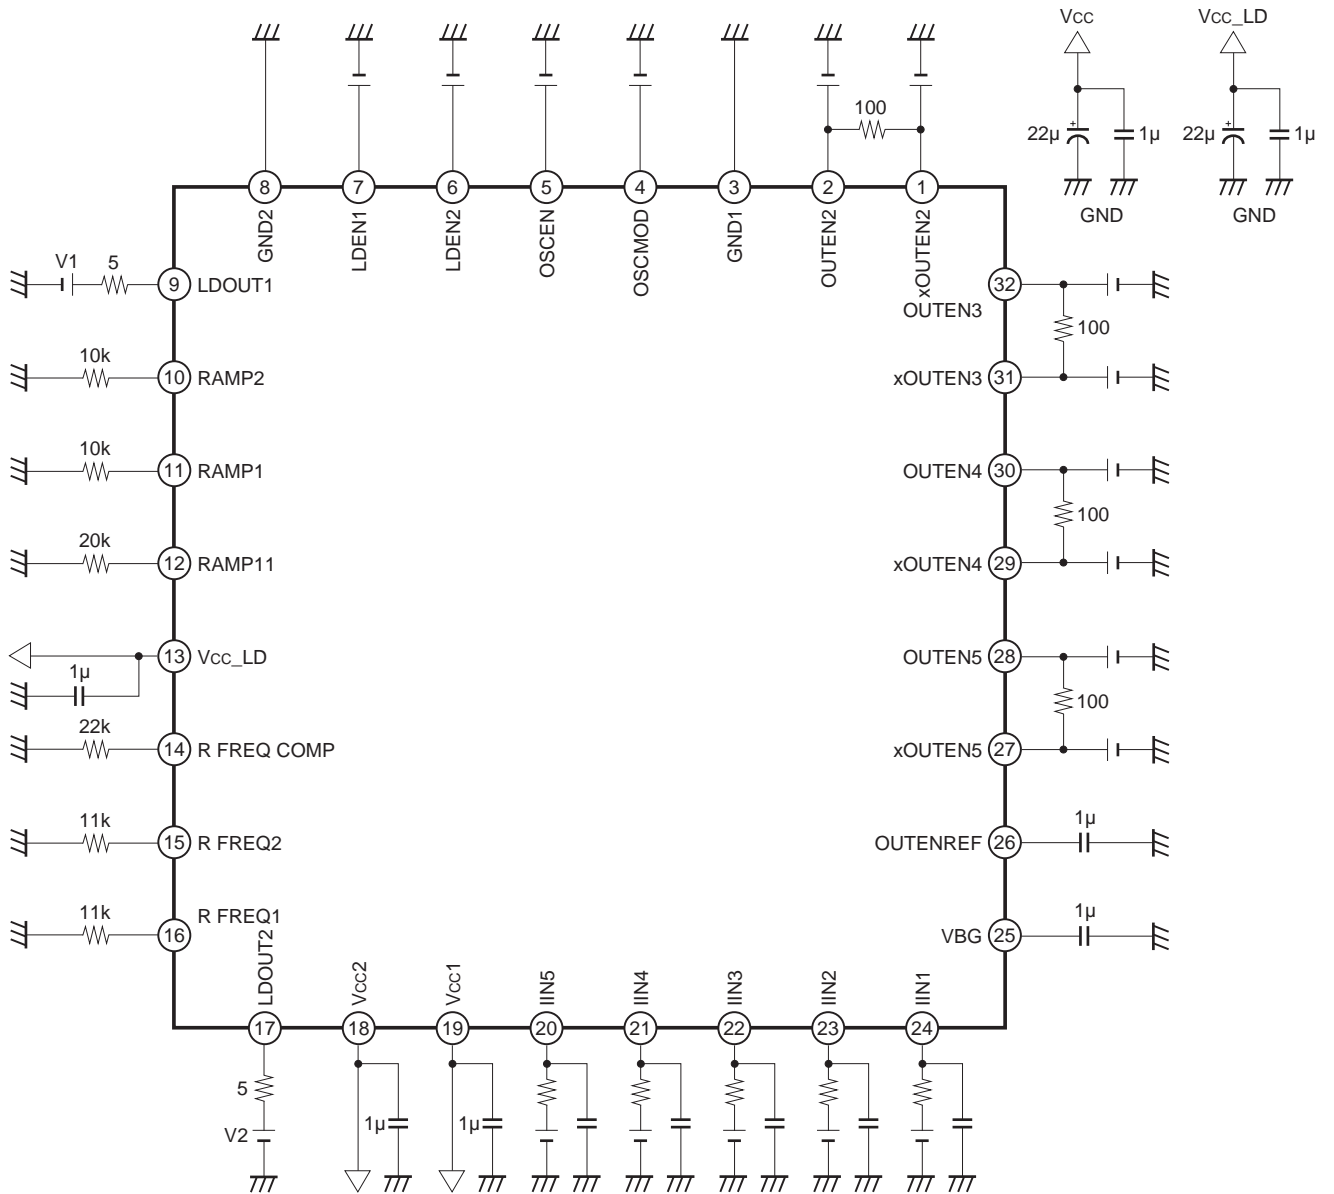 Vcc
Vcc_LD
100
22µ
+
1µ
22µ
+
1µ
GND
GND
8
7
6
5
4
3
2
1
GND2
LDEN1
LDEN2
OSCEN
OSCMOD
GND1
OUTEN2
xOUTEN2
V1
5
9
LDOUT1
32
OUTEN3
100
10k
10
RAMP2
xOUTEN3
31
10k
11
RAMP1
OUTEN4
30
100
20k
12
RAMP11
xOUTEN4
29
13
Vcc_LD
1µ
OUTEN5
28
100
22k
14
R FREQ COMP
xOUTEN5
27
11k
15
R FREQ2
OUTENREF
26
1µ
11k
16
R FREQ1
VBG
25
1µ
LDOUT2
Vcc2
Vcc1
IIN5
IIN4
IIN3
IIN2
IIN1
17
18
19
20
21
22
23
24
5
V2
1µ
1µ